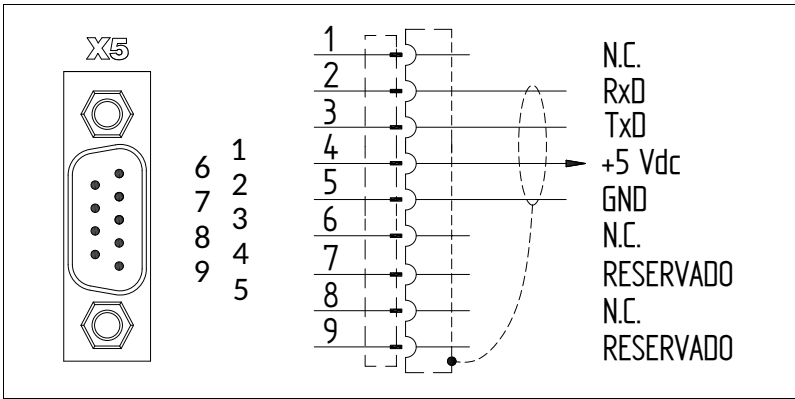 X5
1
6
2
7
3
8
4
9
5
1 N.C.
2 RxD
3 TxD
4 +5 Vdc
5 GND
6 N.C.
7 RESERVADO
8 N.C.
9 RESERVADO